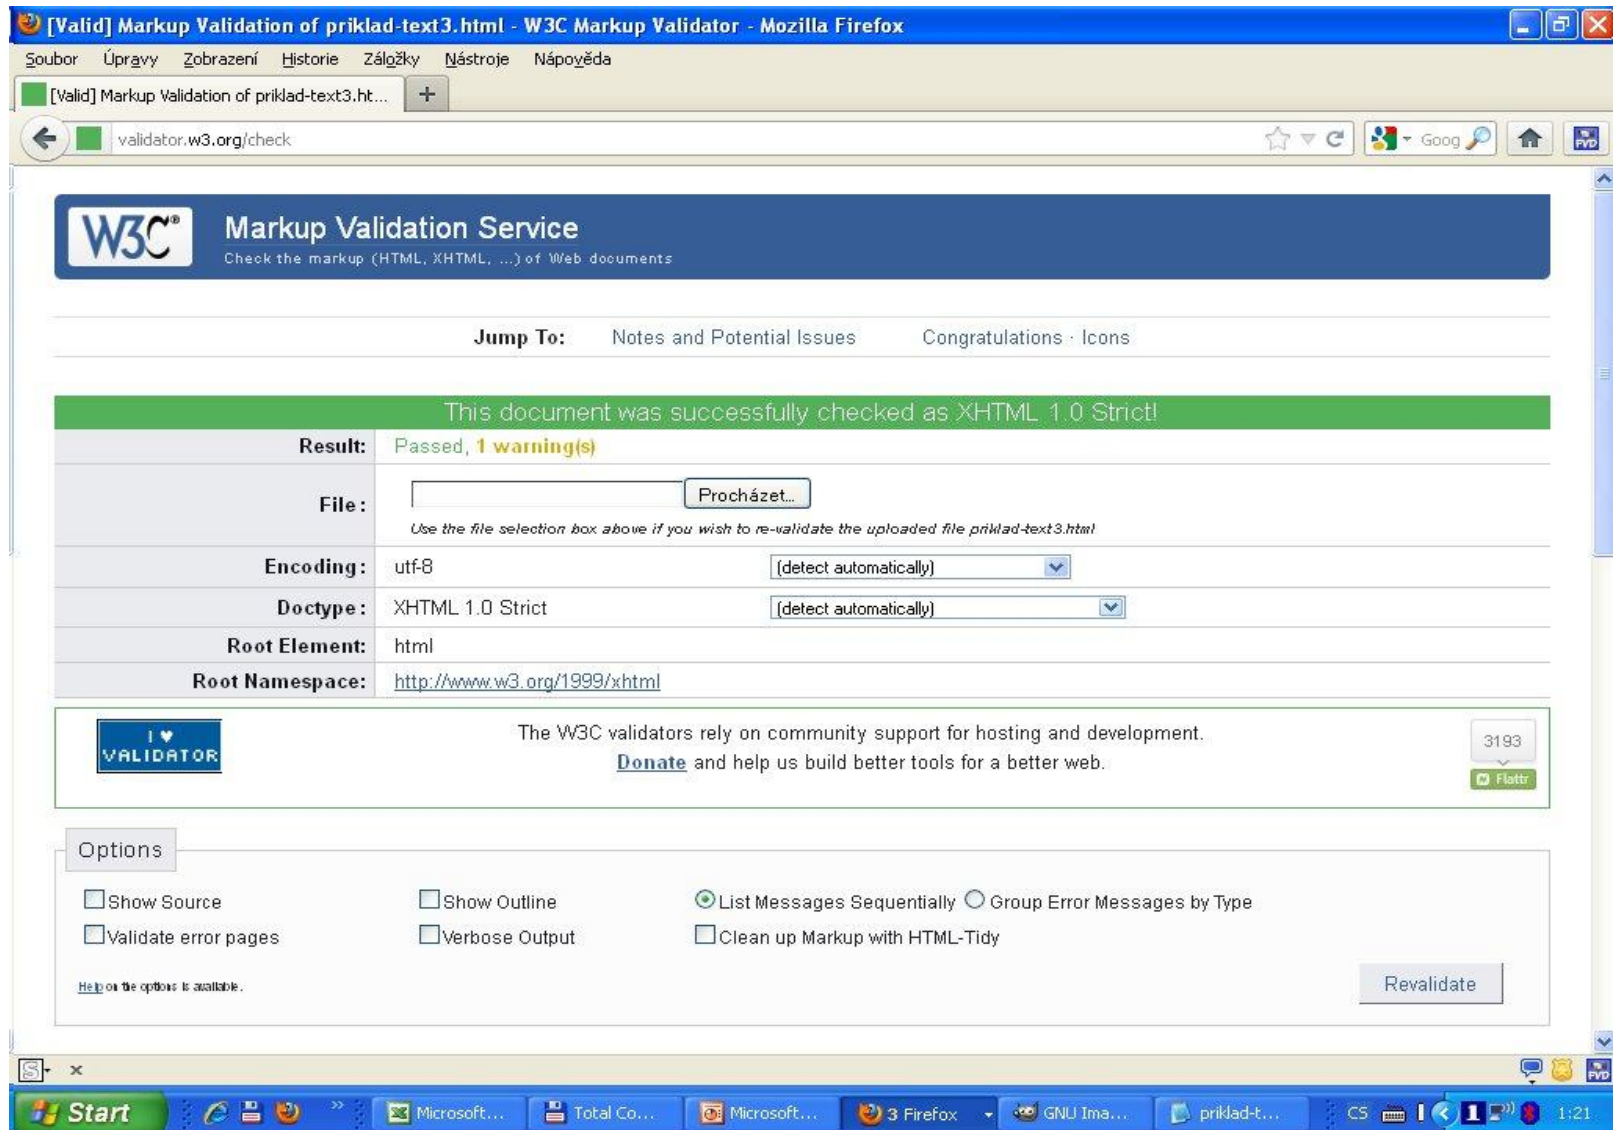 [Valid] Markup Validation of priklad-text3.html - W3C Markup Validator - Mozilla Firefox
Soubor Úpravy Zobrazení Historie Záložky Nástroje Nápověda
[Valid] Markup Validation of priklad-text3.ht... +
validator.w3.org/check Goog PVD
W3C® Markup Validation Service
Check the markup (HTML, XHTML, ...) of Web documents
Jump To: Notes and Potential Issues Congratulations · Icons
This document was successfully checked as XHTML 1.0 Strict!
Result: Passed, 1 warning(s)
File: Procházet...
Use the file selection box above if you wish to re-validate the uploaded file priklad-text3.html
Encoding: utf-8 (detect automatically)
Doctype: XHTML 1.0 Strict (detect automatically)
Root Element: html
Root Namespace: http://www.w3.org/1999/xhtml
I ♥ VALIDATOR
The W3C validators rely on community support for hosting and development.
Donate and help us build better tools for a better web.
3193
Flattr
Options
Show Source Show Outline List Messages Sequentially Group Error Messages by Type
Validate error pages Verbose Output Clean up Markup with HTML-Tidy
Help on the options is available.
Revalidate
S x PVD
Start » Microsoft... Total Co... Microsoft... 3 Firefox GNU Ima... priklad-t... CS 1 1:21